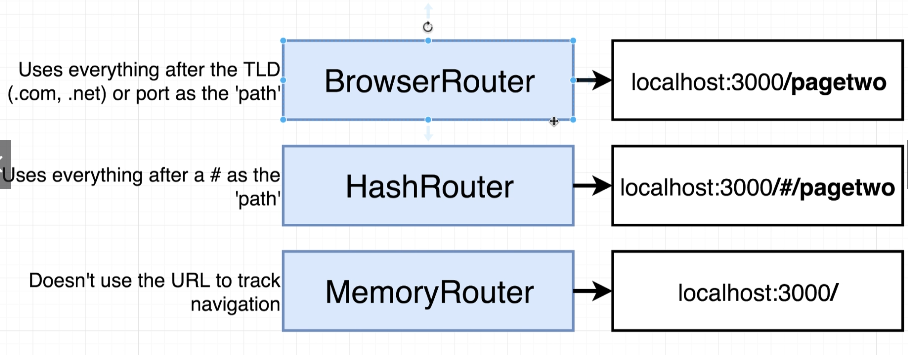 Uses everything after the TLD
(.com, .net) or port as the 'path'
BrowserRouter
localhost:3000/pagetwo
Uses everything after a # as the
'path'
HashRouter
localhost:3000/#/pagetwo
Doesn't use the URL to track
navigation
MemoryRouter
localhost:3000/